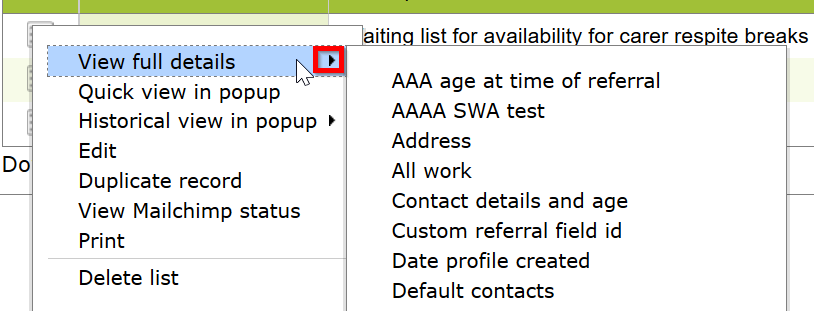 aiting list for availability for carer respite breaks
View full details
Quick view in popup
Historical view in popup
Edit
Duplicate record
View Mailchimp status
Print
Delete list
AAA age at time of referral
AAAA SWA test
Address
All work
Contact details and age
Custom referral field id
Date profile created
Default contacts
Do